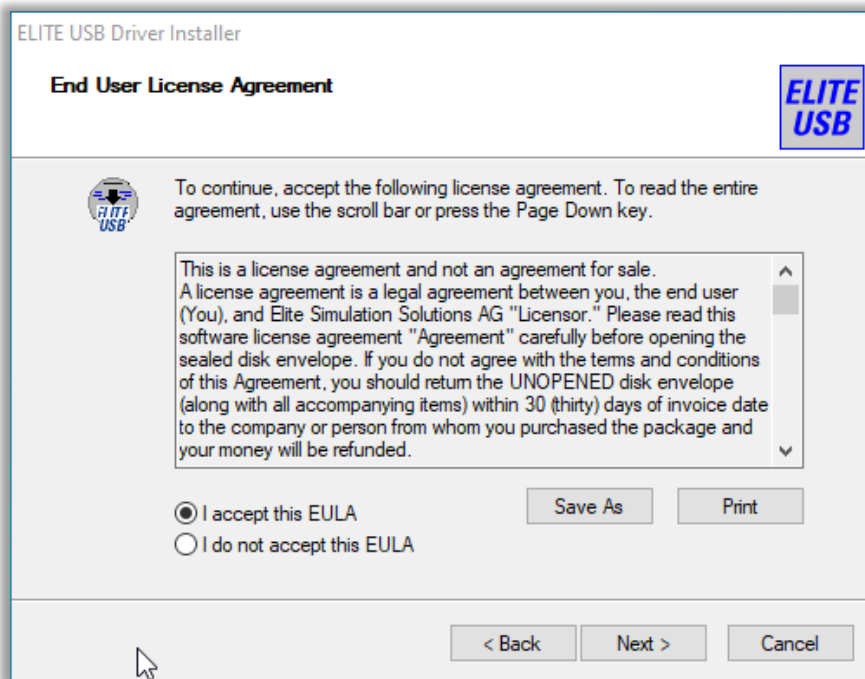 ELITE USB Driver Installer
End User License Agreement
ELITE
USB
ELITE
USB
To continue, accept the following license agreement. To read the entire
agreement, use the scroll bar or press the Page Down key.
This is a license agreement and not an agreement for sale.
A license agreement is a legal agreement between you, the end user
(You), and Elite Simulation Solutions AG "Licensor." Please read this
software license agreement "Agreement" carefully before opening the
sealed disk envelope. If you do not agree with the terms and conditions
of this Agreement, you should return the UNOPENED disk envelope
(along with all accompanying items) within 30 (thirty) days of invoice date
to the company or person from whom you purchased the package and
your money will be refunded.
I accept this EULA
Save As
Print
I do not accept this EULA
< Back
Next >
Cancel